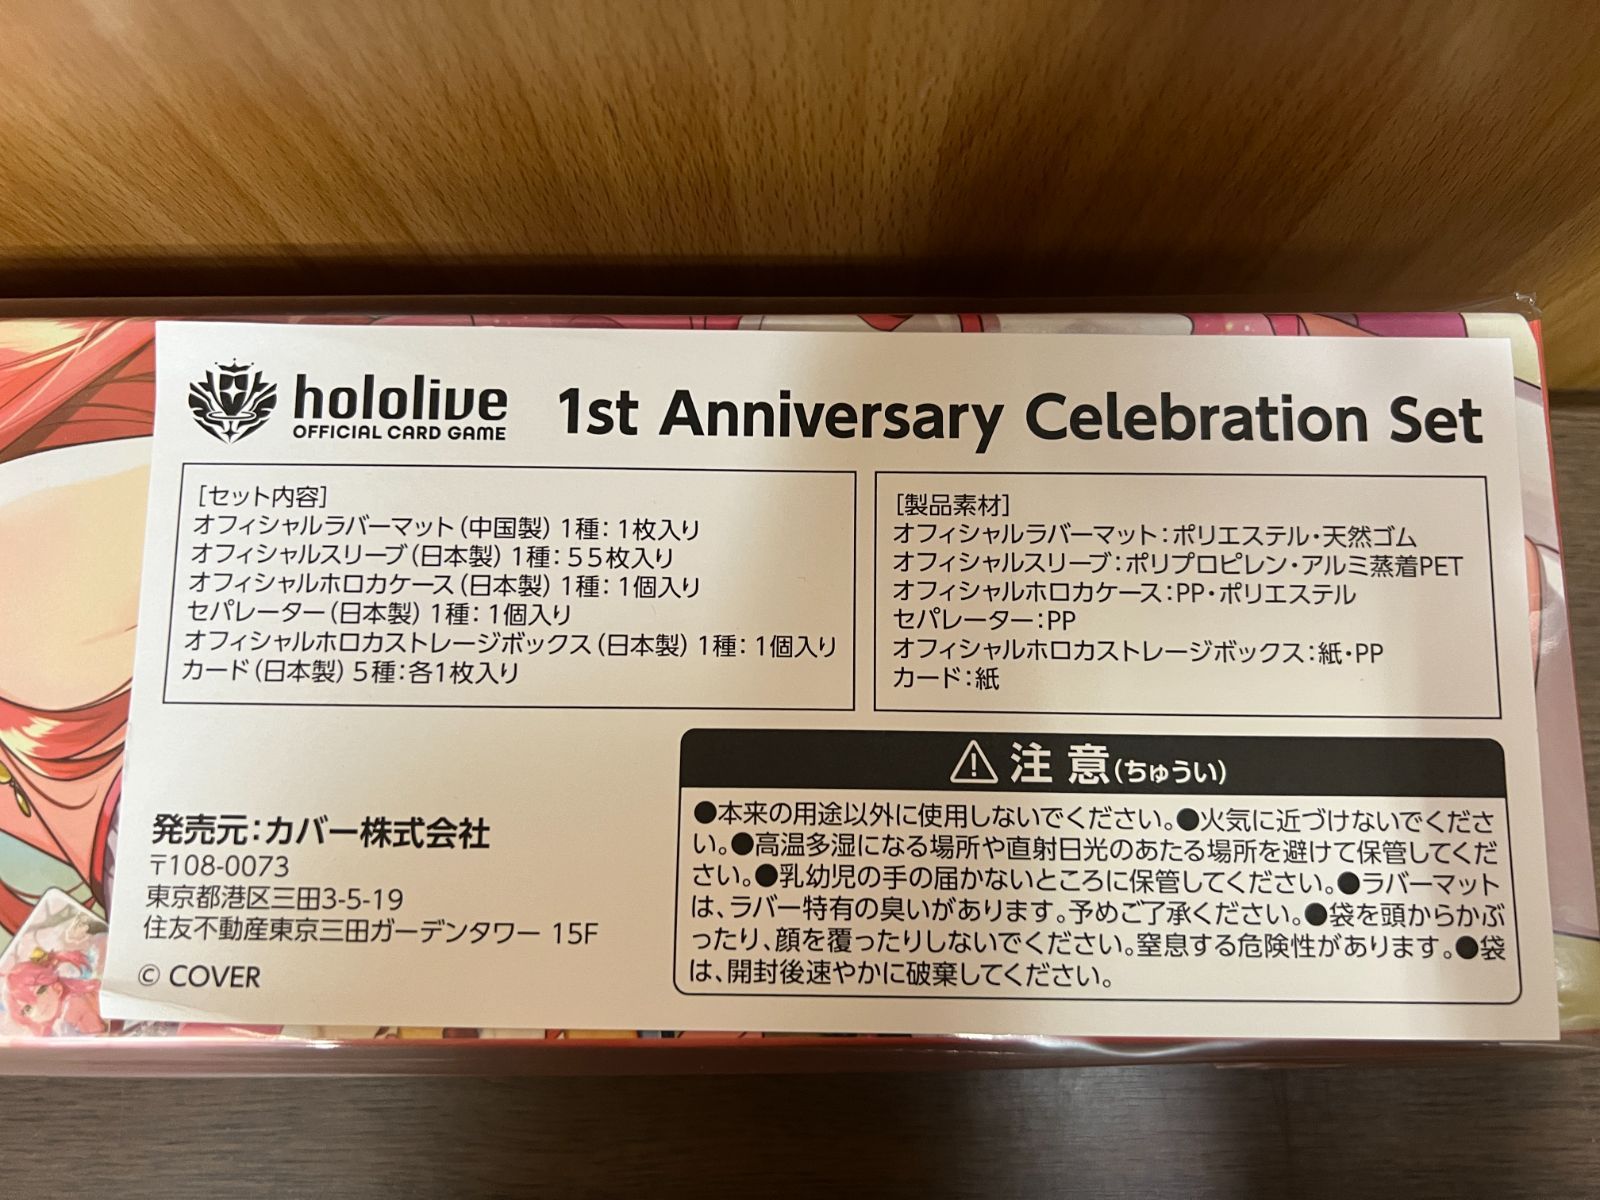 hololive
OFFICIAL CARD GAME
1st Anniversary Celebration Set
[セット内容]
オフィシャルラバーマット(中国製)1種：1枚入り
オフィシャルスリーブ(日本製)1種：55枚入り
オフィシャルホロカケース(日本製)1種：1個入り
セパレーター(日本製)1種：1個入り
オフィシャルホロカストレージボックス(日本製)1種：1個入り
カード(日本製)5種：各1枚入り
[製品素材]
オフィシャルラバーマット：ポリエステル・天然ゴム
オフィシャルスリーブ：ポリプロピレン・アルミ蒸着PET
オフィシャルホロカケース：PP・ポリエステル
セパレーター：PP
オフィシャルホロカストレージボックス：紙・PP
カード：紙
発売元：カバー株式会社
〒108-0073
東京都港区三田3-5-19
住友不動産東京三田ガーデンタワー 15F
© COVER
注意(ちゅうい)
●本来の用途以外に使用しないでください。●火気に近づけないでくださ
い。●高温多湿になる場所や直射日光のあたる場所を避けて保管してくだ
さい。●乳幼児の手の届かないところに保管してください。●ラバーマット
は、ラバー特有の臭いがあります。予めご了承ください。●袋を頭からかぶ
ったり、顔を覆ったりしないでください。窒息する危険性があります。●袋
は、開封後速やかに破棄してください。